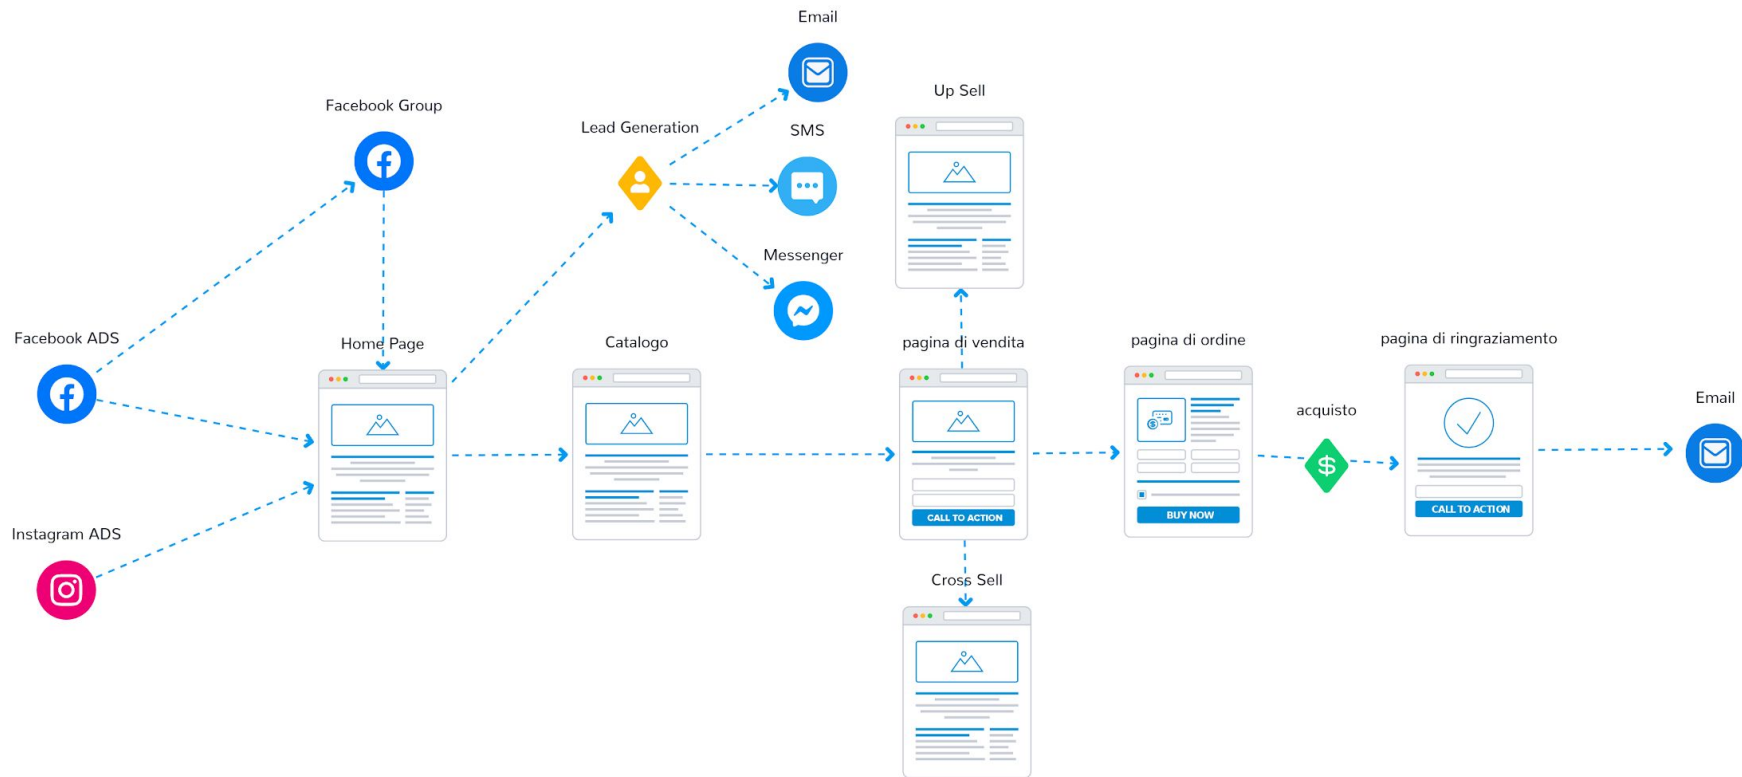 Email
Up Sell
Facebook Group
Lead Generation
SMS
Messenger
Facebook ADS
Home Page
Catalogo
pagina di vendita
pagina di ordine
pagina di ringraziamento
acquisto
Email
CALL TO ACTION
BUY NOW
CALL TO ACTION
Instagram ADS
Cross Sell